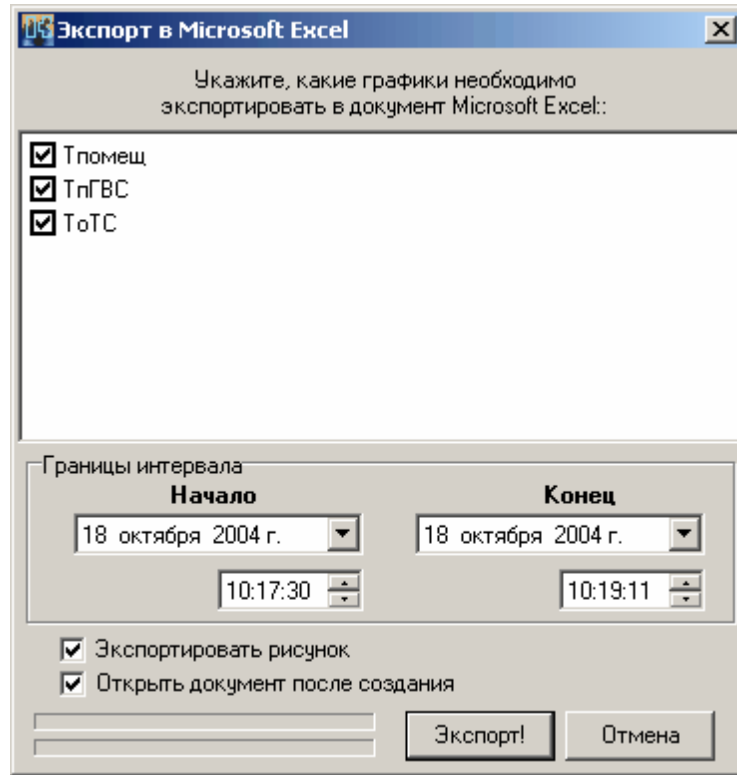 Экспорт в Microsoft Excel
Укажите, какие графики необходимо
экспортировать в документ Microsoft Excel::
Тпомещ
ТпГВС
ТоТС
Границы интервала
Начало Конец
18 октября 2004 г. 18 октября 2004 г.
10:17:30 10:19:11
Экспортировать рисунок
Открыть документ после создания
Экспорт! Отмена